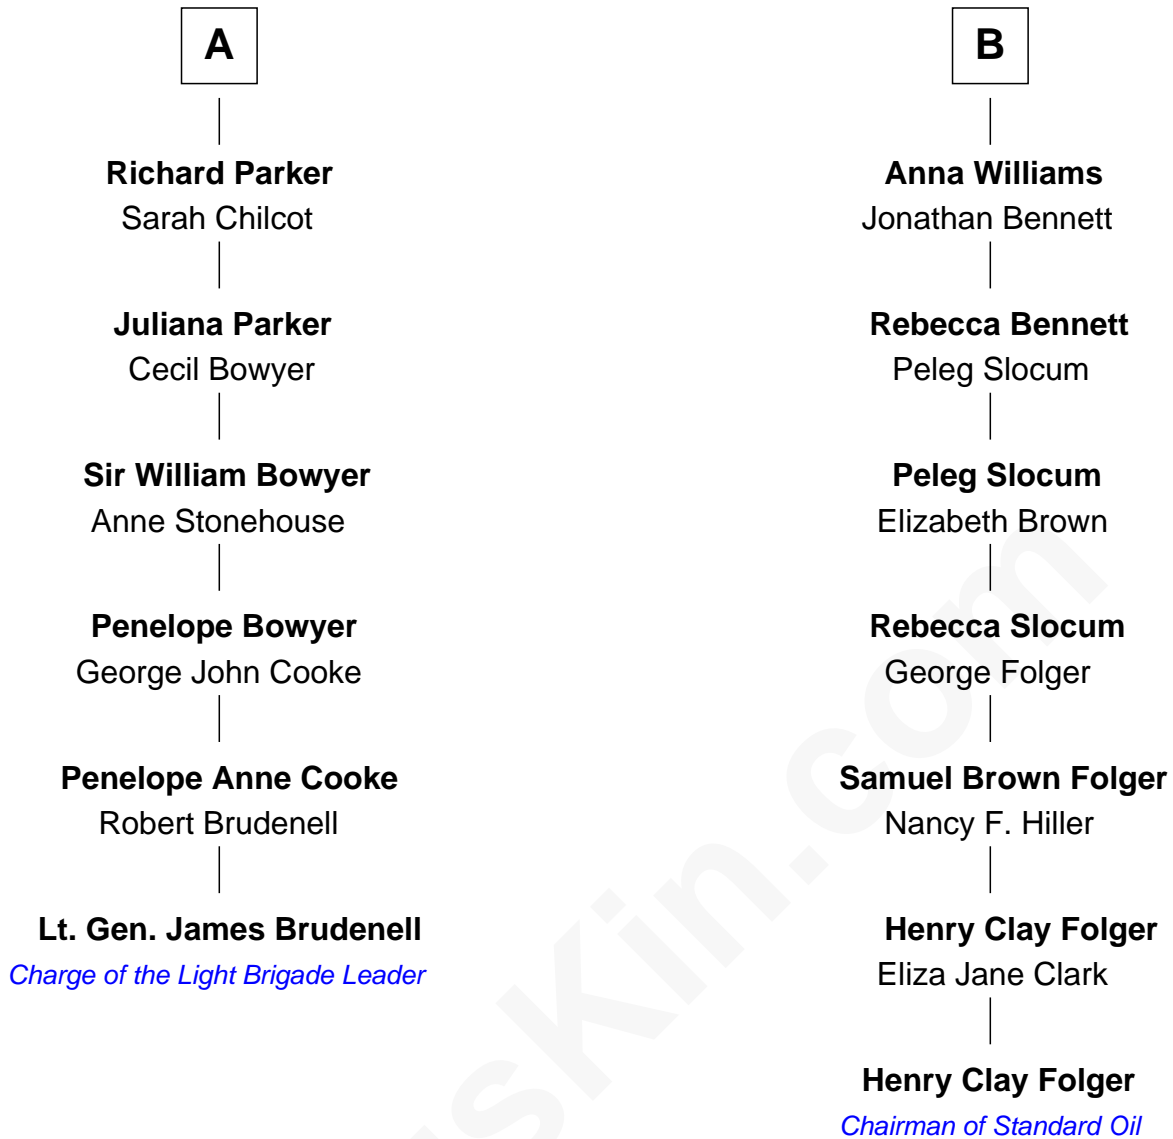 A
Richard Parker
Sarah Chilcot
Juliana Parker
Cecil Bowyer
Sir William Bowyer
Anne Stonehouse
Penelope Bowyer
George John Cooke
Penelope Anne Cooke
Robert Brudenell
Lt. Gen. James Brudenell
Charge of the Light Brigade Leader
B
Anna Williams
Jonathan Bennett
Rebecca Bennett
Peleg Slocum
Peleg Slocum
Elizabeth Brown
Rebecca Slocum
George Folger
Samuel Brown Folger
Nancy F. Hiller
Henry Clay Folger
Eliza Jane Clark
Henry Clay Folger
Chairman of Standard Oil